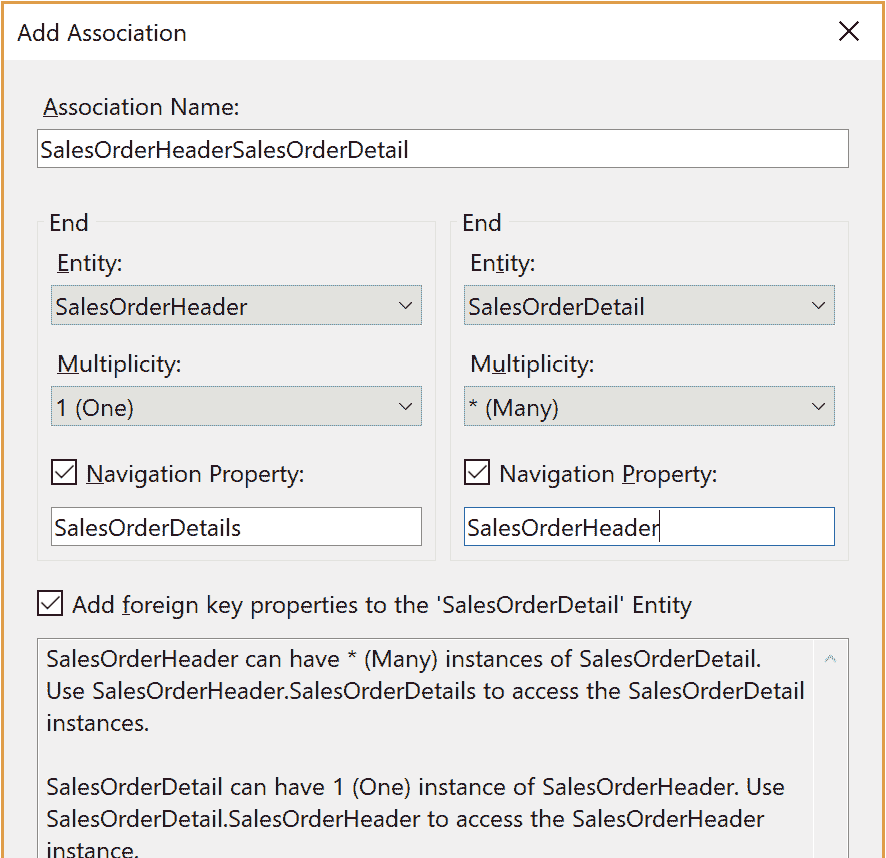 Add Association
Association Name:
SalesOrderHeaderSalesOrderDetail
End
Entity:
SalesOrderHeader
Multiplicity:
1 (One)
Navigation Property:
SalesOrderDetails
End
Entity:
SalesOrderDetail
Multiplicity:
* (Many)
Navigation Property:
SalesOrderHeader
Add foreign key properties to the 'SalesOrderDetail' Entity
SalesOrderHeader can have * (Many) instances of SalesOrderDetail.
Use SalesOrderHeader.SalesOrderDetails to access the SalesOrderDetail
instances.
SalesOrderDetail can have 1 (One) instance of SalesOrderHeader. Use
SalesOrderDetail.SalesOrderHeader to access the SalesOrderHeader
instance.